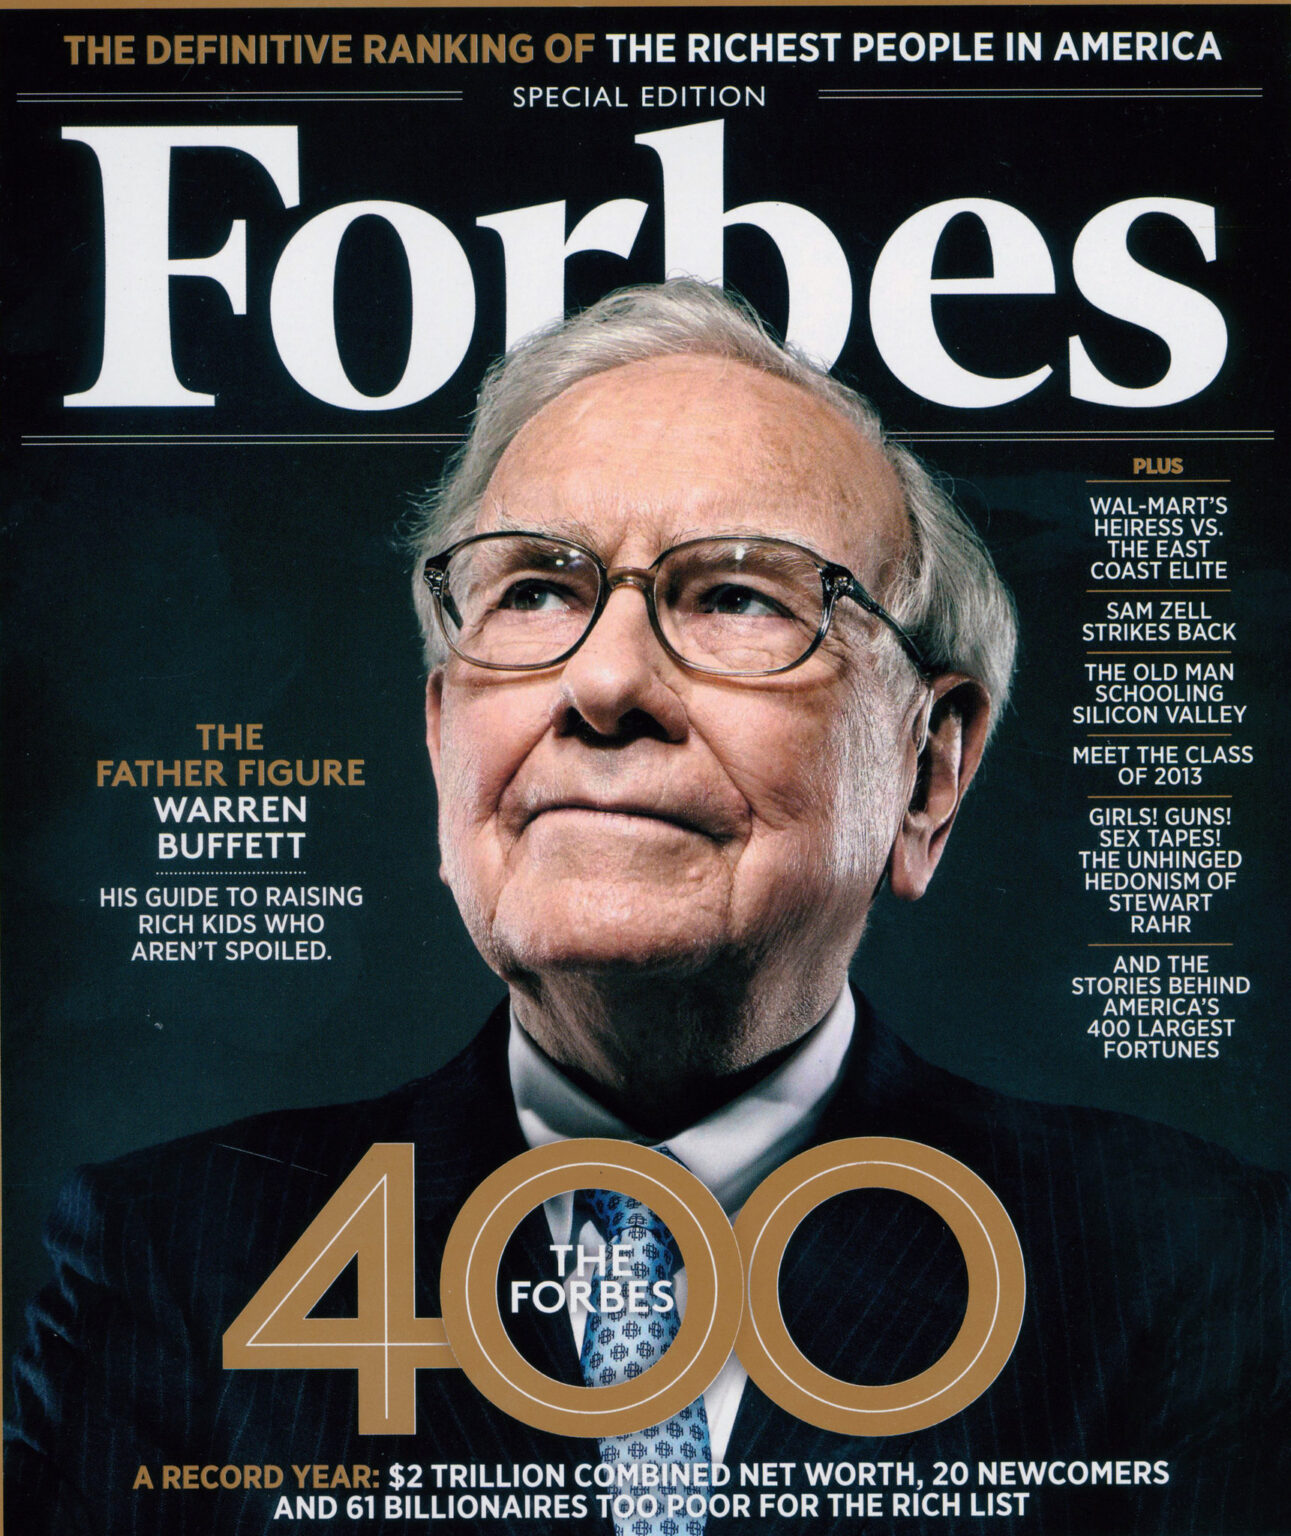 THE DEFINITIVE RANKING OF THE RICHEST PEOPLE IN AMERICA
SPECIAL EDITION
Forbes
THE
FATHER FIGURE
WARREN
BUFFETT
HIS GUIDE TO RAISING
RICH KIDS WHO
AREN'T SPOILED.
PLUS
WAL-MART'S
HEIRESS VS.
THE EAST
COAST ELITE
SAM ZELL
STRIKES BACK
THE OLD MAN
SCHOOLING
SILICON VALLEY
MEET THE CLASS
OF 2013
GIRLS! GUNS!
SEX TAPES!
THE UNHINGED
HEDONISM OF
STEWART
RAHR
AND THE
STORIES BEHIND
AMERICA'S
400 LARGEST
FORTUNES
THE
FORBES
400
A RECORD YEAR: $2 TRILLION COMBINED NET WORTH, 20 NEWCOMERS
AND 61 BILLIONAIRES TOO POOR FOR THE RICH LIST